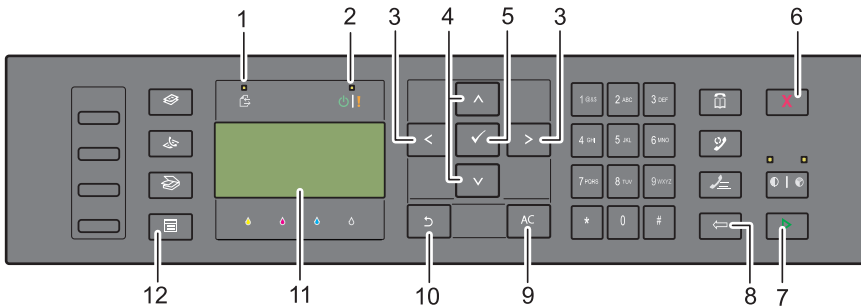 1 2 3 4 5 3 6
1 @:./ 2 ABC 3 DEF
4 GHI 5 JKL 6 MNO
7 PQRS 8 TUV 9 WXYZ
* 0 #
AC
12 11 10 9 8 7